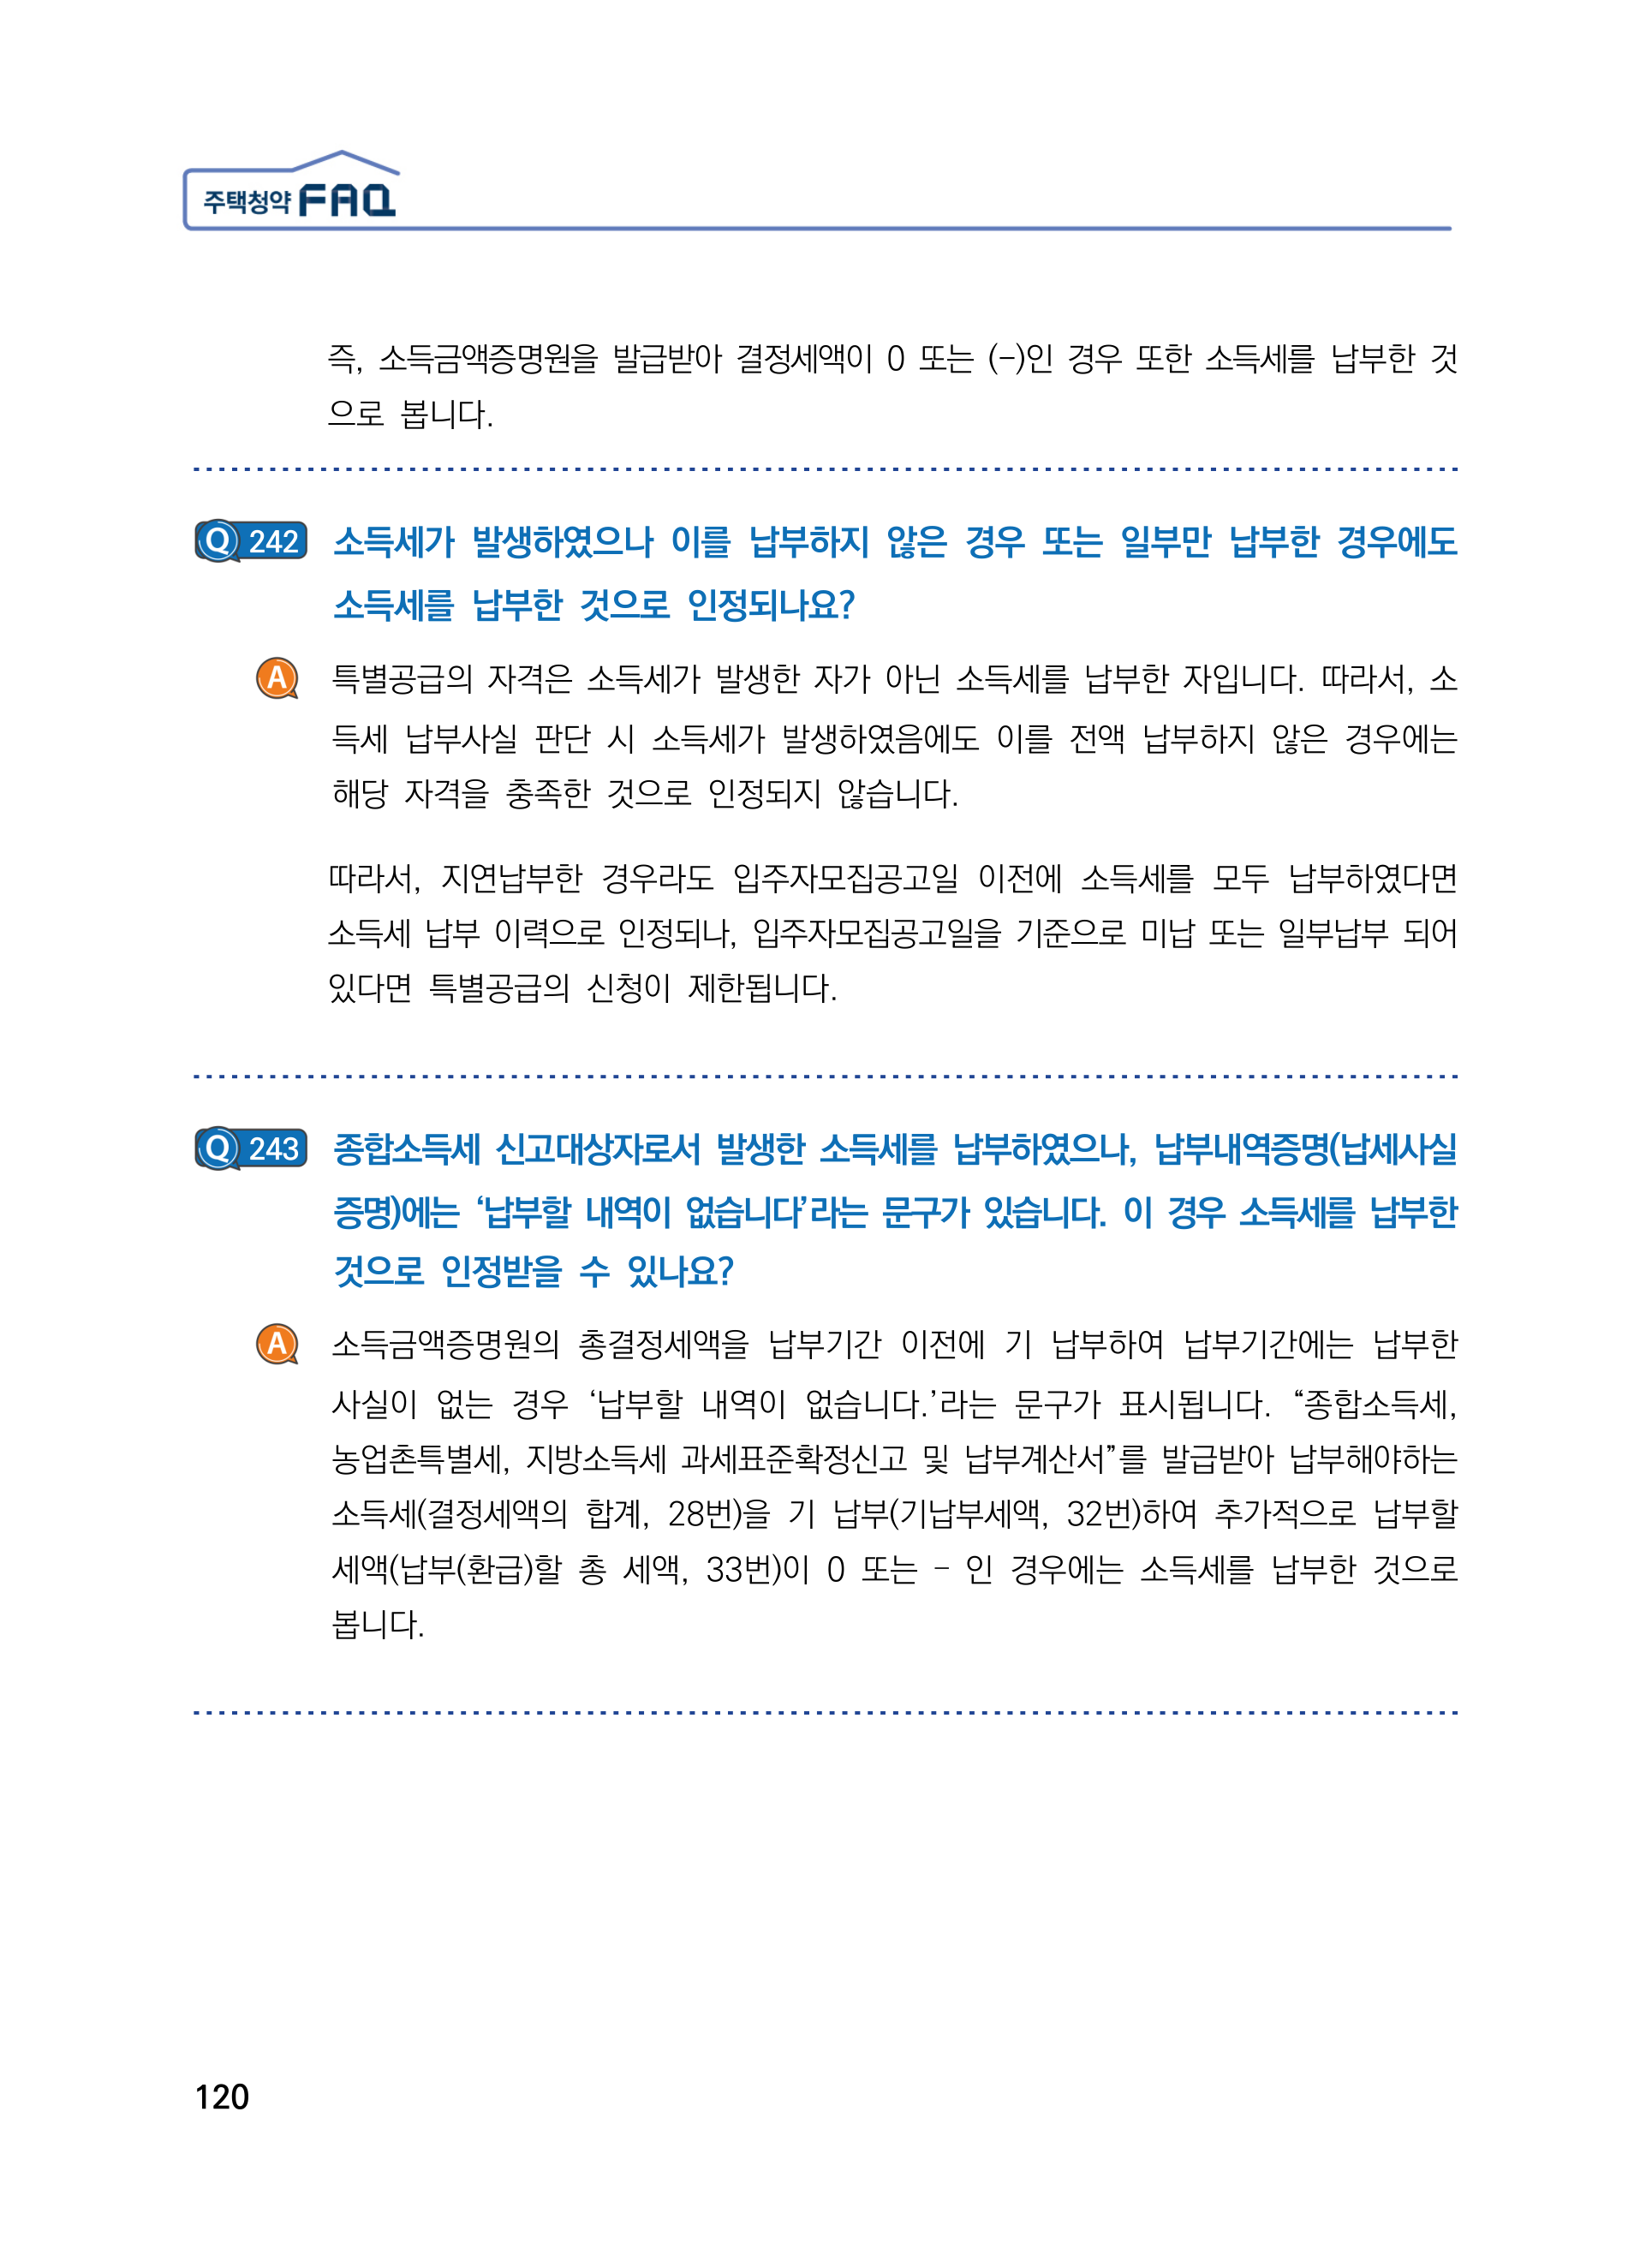 주택청약 FAQ
즉, 소득금액증명원을 발급받아 결정세액이 0 또는 (-)인 경우 또한 소득세를 납부한 것
으로 봅니다.
Q 242 소득세가 발생하였으나 이를 납부하지 않은 경우 또는 일부만 납부한 경우에도
소득세를 납부한 것으로 인정되나요?
A 특별공급의 자격은 소득세가 발생한 자가 아닌 소득세를 납부한 자입니다. 따라서, 소
득세 납부사실 판단 시 소득세가 발생하였음에도 이를 전액 납부하지 않은 경우에는
해당 자격을 충족한 것으로 인정되지 않습니다.
따라서, 지연납부한 경우라도 입주자모집공고일 이전에 소득세를 모두 납부하였다면
소득세 납부 이력으로 인정되나, 입주자모집공고일을 기준으로 미납 또는 일부납부 되어
있다면 특별공급의 신청이 제한됩니다.
Q 243 종합소득세 신고대상자로서 발생한 소득세를 납부하였으나, 납부내역증명(납세사실
증명)에는 ‘납부할 내역이 없습니다’라는 문구가 있습니다. 이 경우 소득세를 납부한
것으로 인정받을 수 있나요?
A 소득금액증명원의 총결정세액을 납부기간 이전에 기 납부하여 납부기간에는 납부한
사실이 없는 경우 ‘납부할 내역이 없습니다.’라는 문구가 표시됩니다. “종합소득세,
농업촌특별세, 지방소득세 과세표준확정신고 및 납부계산서”를 발급받아 납부해야하는
소득세(결정세액의 합계, 28번)을 기 납부(기납부세액, 32번)하여 추가적으로 납부할
세액(납부(환급)할 총 세액, 33번)이 0 또는 - 인 경우에는 소득세를 납부한 것으로
봅니다.
120